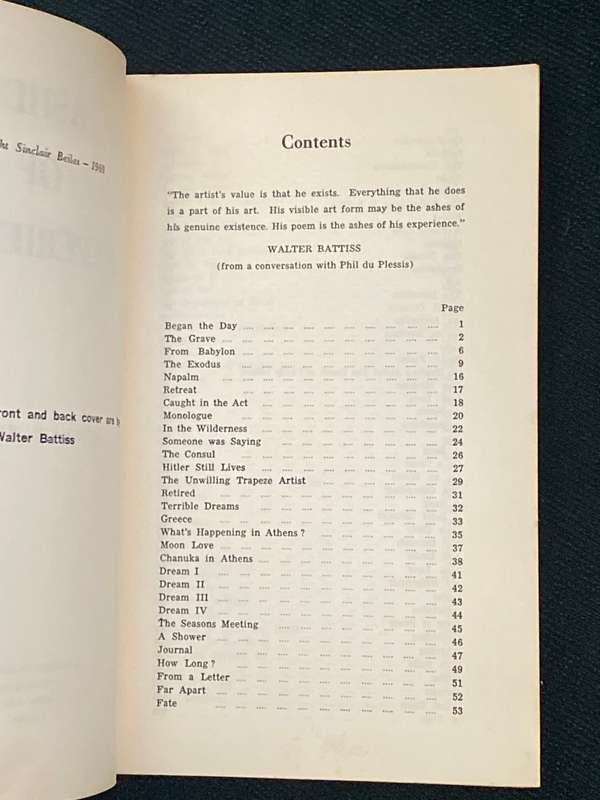 ht Sinclair Beiles – 1969
ront and back cover are b
Walter Battiss
Contents
"The artist's value is that he exists. Everything that he does
is a part of his art. His visible art form may be the ashes of
his genuine existence. His poem is the ashes of his experience."
WALTER BATTISS
(from a conversation with Phil du Plessis)
Page
Began the Day .... .... .... .... .... .... .... .... .... .... 1
The Grave .... .... .... .... .... .... .... .... .... .... .... 2
From Babylon .... .... .... .... .... .... .... .... .... .... 6
The Exodus .... .... .... .... .... .... .... .... .... .... 9
Napalm .... .... .... .... .... .... .... .... .... .... .... 16
Retreat .... .... .... .... .... .... .... .... .... .... 17
Caught in the Act .... .... .... .... .... .... .... .... .... 18
Monologue .... .... .... .... .... .... .... .... .... .... 20
In the Wilderness .... .... .... .... .... .... .... .... .... 22
Someone was Saying .... .... .... .... .... .... .... .... 24
The Consul .... .... .... .... .... .... .... .... .... .... 26
Hitler Still Lives .... .... .... .... .... .... .... .... .... 27
The Unwilling Trapeze Artist .... .... .... .... .... .... .... 29
Retired .... .... .... .... .... .... .... .... .... .... .... 31
Terrible Dreams .... .... .... .... .... .... .... .... .... 32
Greece .... .... .... .... .... .... .... .... .... .... .... 33
What's Happening in Athens ? .... .... .... .... .... .... .... 35
Moon Love .... .... .... .... .... .... .... .... .... .... .... 37
Chanuka in Athens .... .... .... .... .... .... .... .... .... 38
Dream I .... .... .... .... .... .... .... .... .... .... .... 41
Dream II .... .... .... .... .... .... .... .... .... .... .... 42
Dream III .... .... .... .... .... .... .... .... .... .... .... 43
Dream IV .... .... .... .... .... .... .... .... .... .... .... 44
The Seasons Meeting .... .... .... .... .... .... .... .... 45
A Shower .... .... .... .... .... .... .... .... .... .... .... 46
Journal .... .... .... .... .... .... .... .... .... .... .... 47
How Long ? .... .... .... .... .... .... .... .... .... .... 49
From a Letter .... .... .... .... .... .... .... .... .... .... 51
Far Apart .... .... .... .... .... .... .... .... .... .... .... 52
Fate .... .... .... .... .... .... .... .... .... .... .... 53